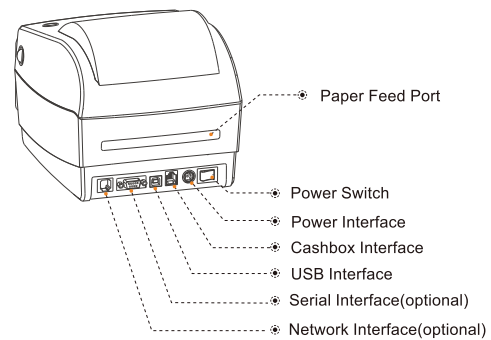 Paper Feed Port
Power Switch
Power Interface
Cashbox Interface
USB Interface
Serial Interface(optional)
Network Interface(optional)